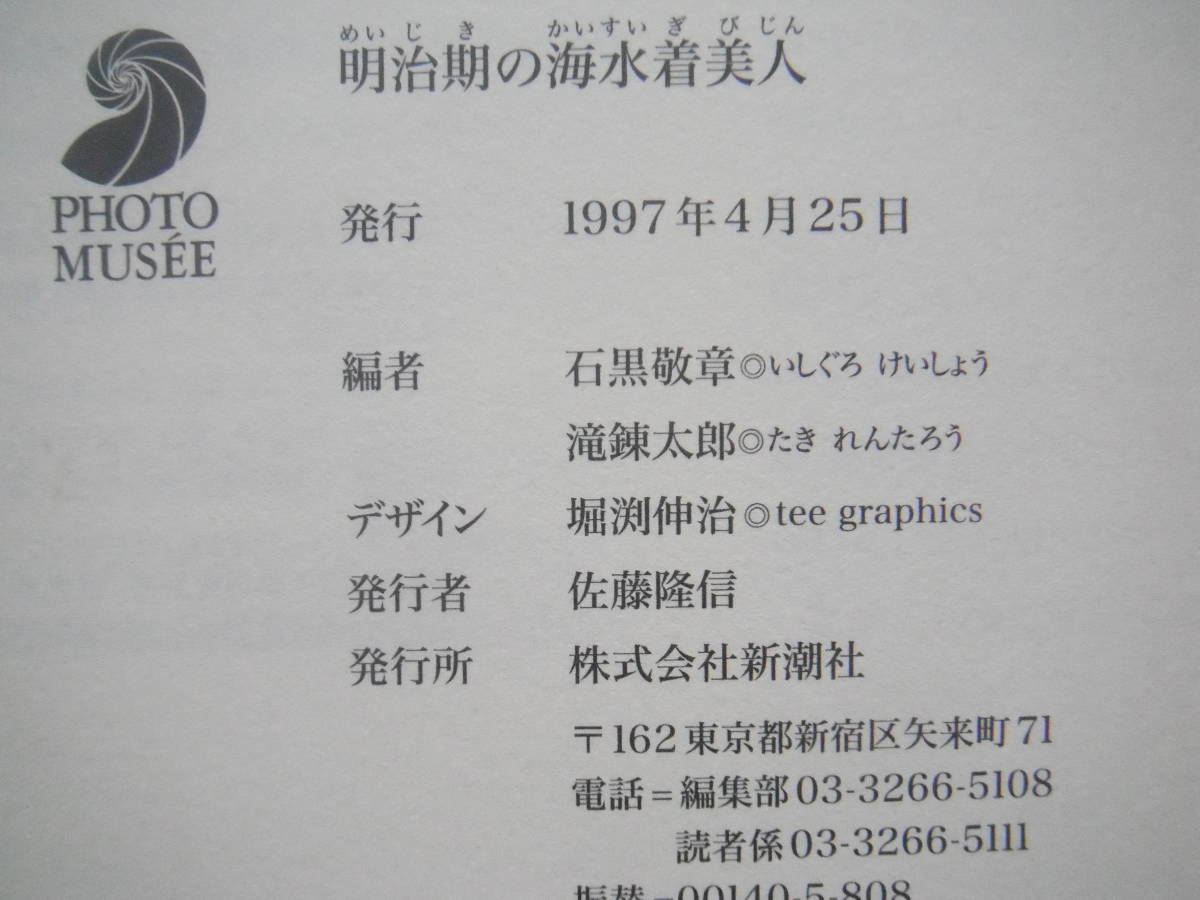 めいじき かいすいぎびじん
明治期の海水着美人
PHOTO
MUSÉE
発行 1997年4月25日
編者 石黒敬章◎いしぐろ けいしょう
滝錬太郎◎たき れんたろう
デザイン 堀渕伸治◎tee graphics
発行者 佐藤隆信
発行所 株式会社新潮社
〒162 東京都新宿区矢来町71
電話=編集部03-3266-5108
読者係03-3266-5111
振替=00140-5-808